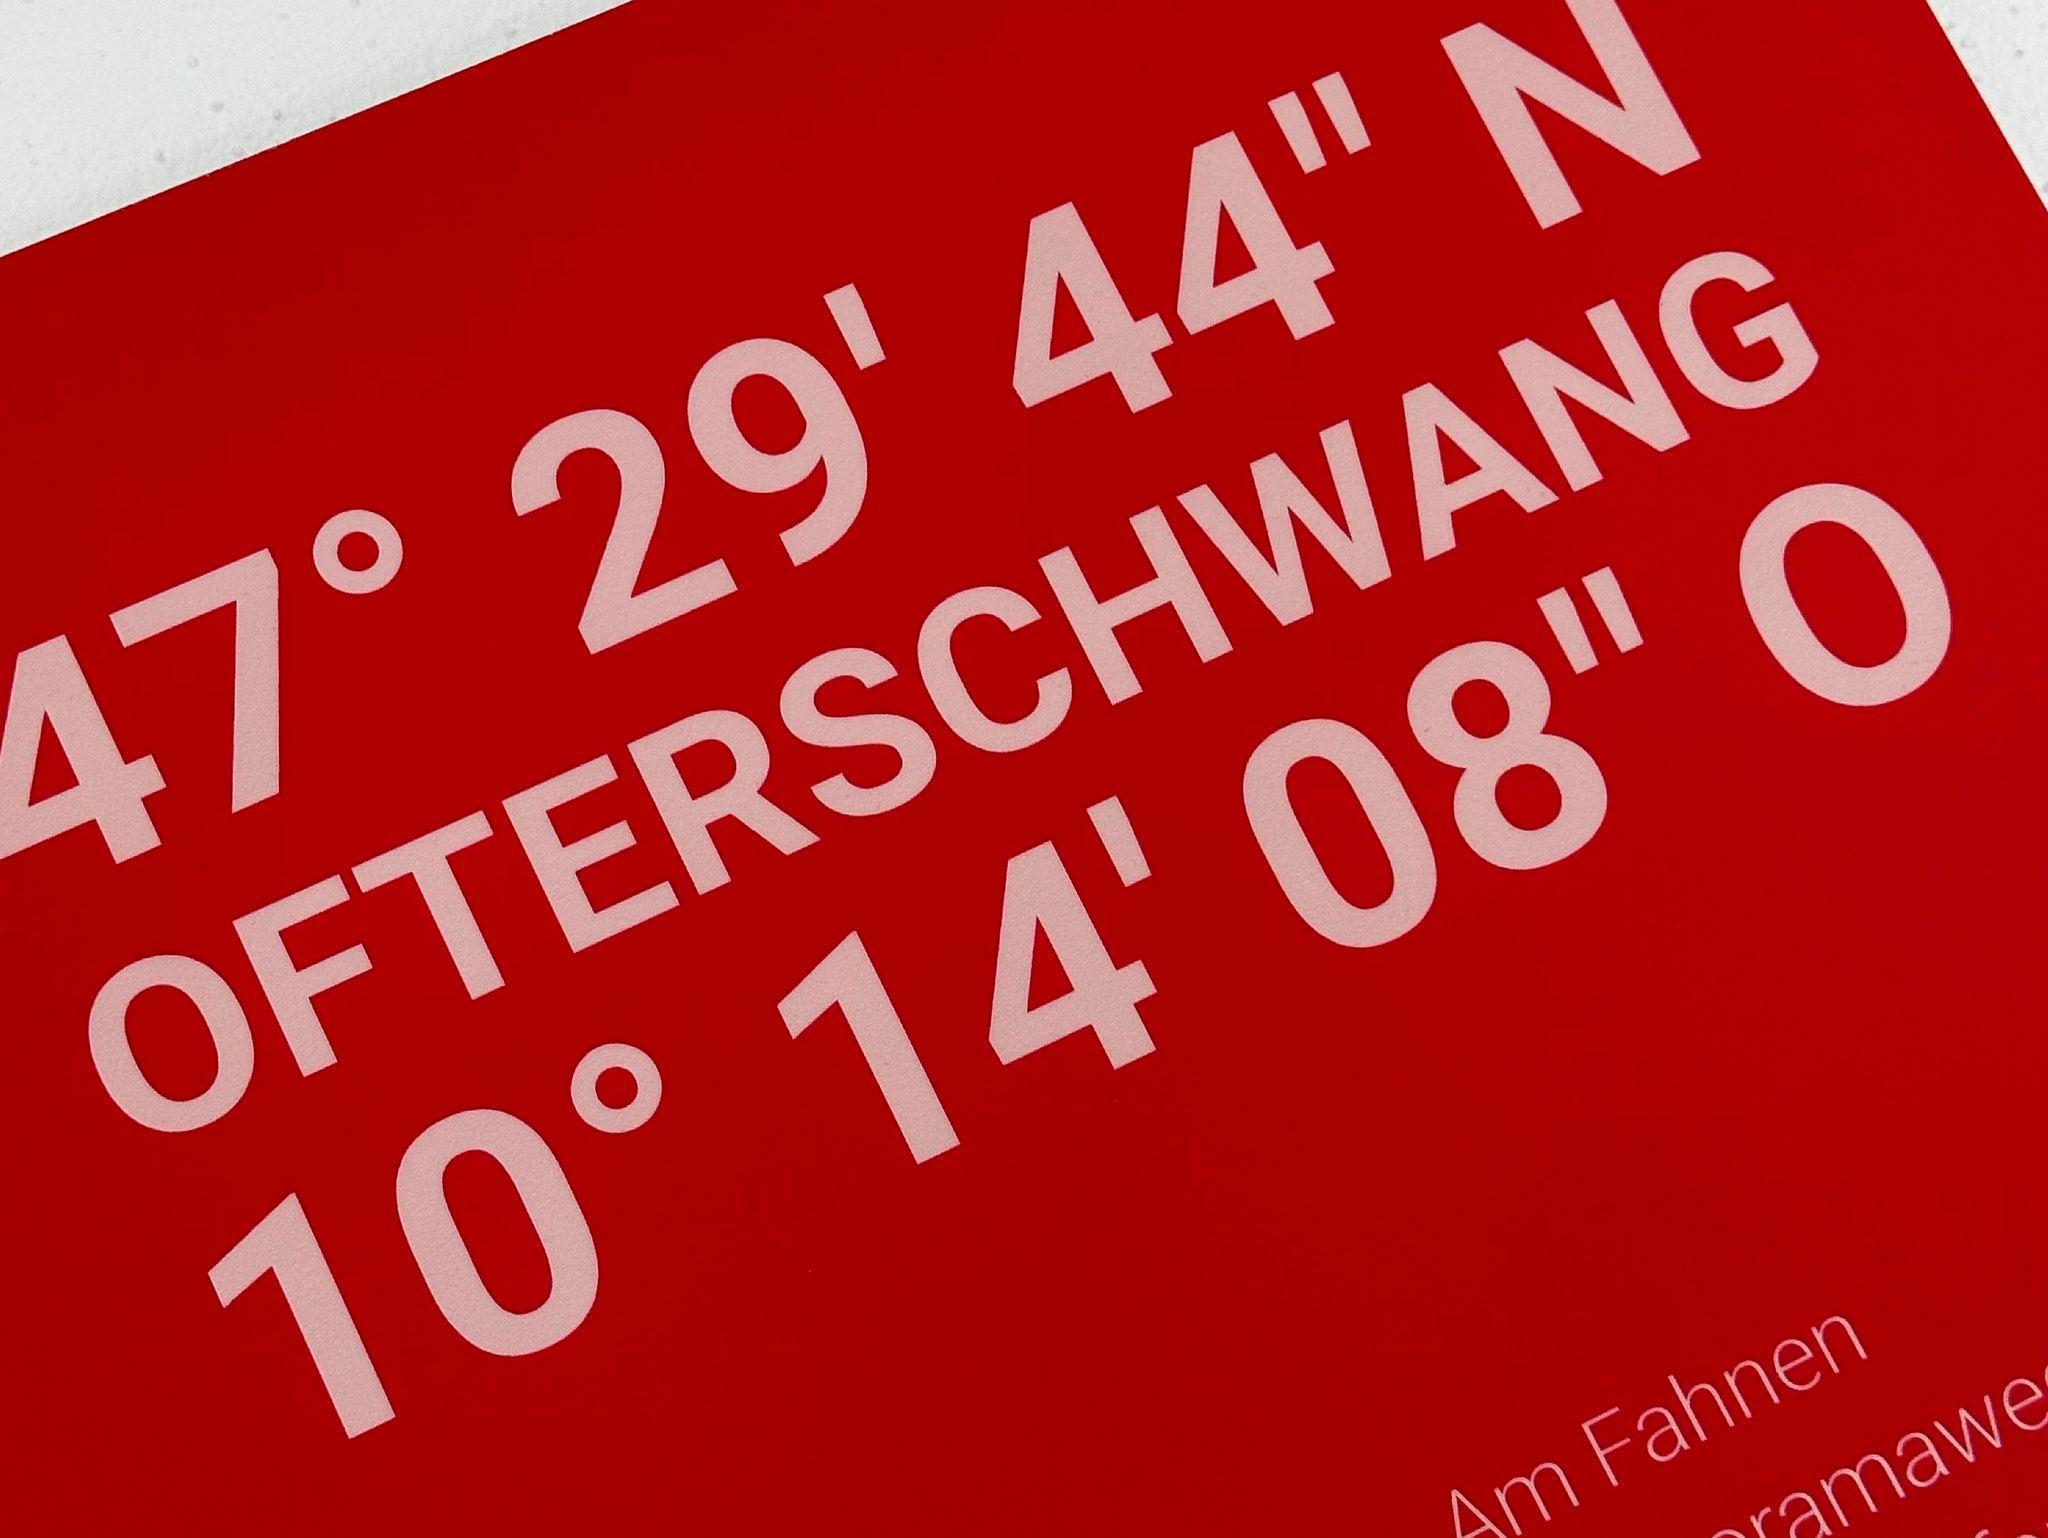 47° 29' 44" N
OFTERSCHWANG
10° 14' 08" O
Am Fahnen